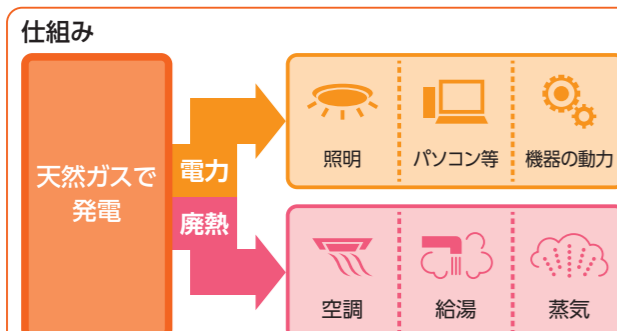 仕組み
天然ガスで
発電
電力
廃熱
照明
パソコン等
機器の動力
空調
給湯
蒸気